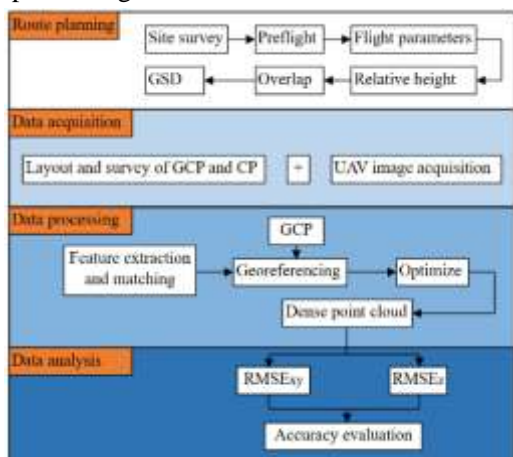 Route planning
Site survey
Preflight
Flight parameters
GSD
Overlap
Relative height
Data acquisition
Layout and survey of GCP and CP
+
UAV image acquisition
Data processing
GCP
Feature extraction
and matching
Georeferencing
Optimize
Dense point cloud
Data analysis
RMSExy
RMSEz
Accuracy evaluation